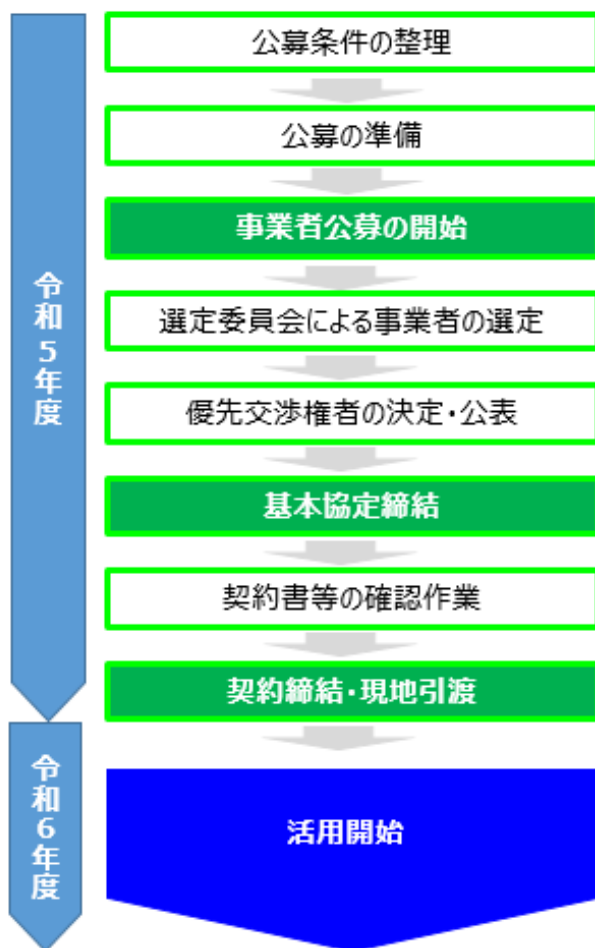 令和5年度
公募条件の整理
公募の準備
事業者公募の開始
選定委員会による事業者の選定
優先交渉権者の決定・公表
基本協定締結
契約書等の確認作業
契約締結・現地引渡
令和6年度
活用開始